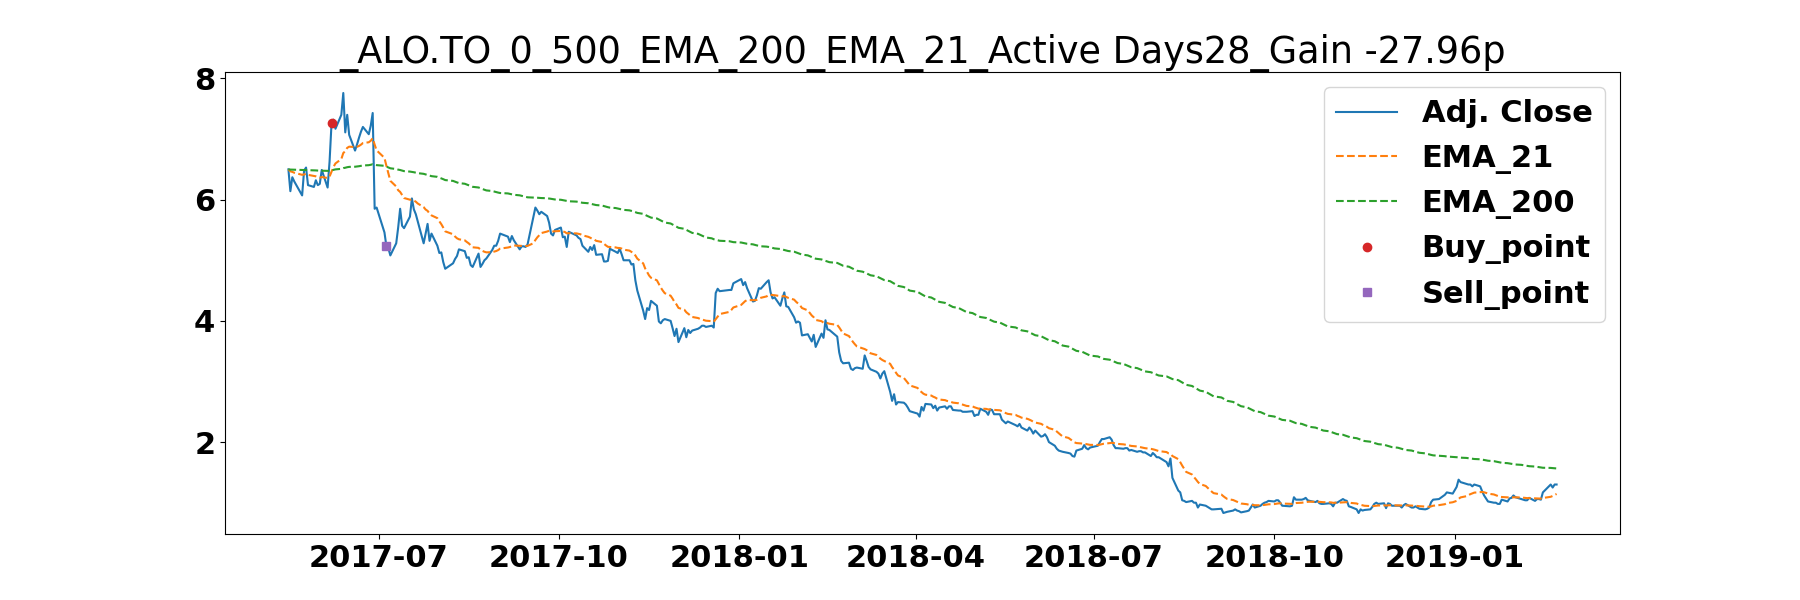 _ALO.TO_0_500_EMA_200_EMA_21_Active Days28_Gain -27.96p
8
6
4
2
Adj. Close
EMA_21
EMA_200
Buy_point
Sell_point
2017-07 2017-10 2018-01 2018-04 2018-07 2018-10 2019-01